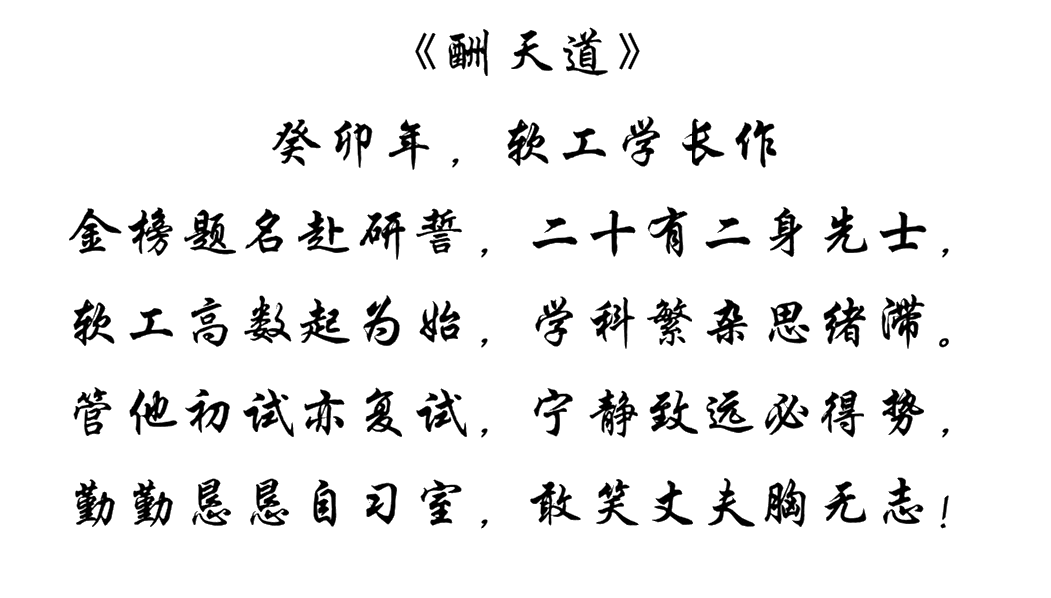 《酬天道》
癸卯年，软工学长作
金榜题名赴研誓，二十有二身先士，
软工高数起为始，学科繁杂思绪滞。
管他初试亦复试，宁静致远必得势，
勤勤恳恳自习室，敢笑丈夫胸无志！